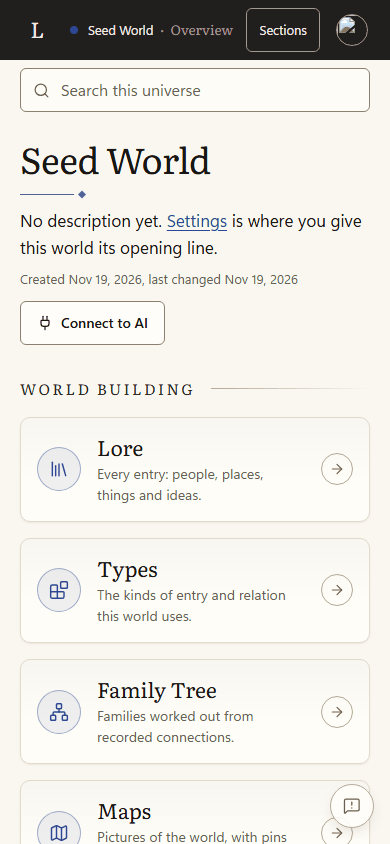 L
Seed World · Overview
Sections
Search this universe
Seed World
No description yet. Settings is where you give
this world its opening line.
Created Nov 19, 2026, last changed Nov 19, 2026
Connect to AI
WORLD BUILDING
Lore
Every entry: people, places,
things and ideas.
Types
The kinds of entry and relation
this world uses.
Family Tree
Families worked out from
recorded connections.
Maps
Pictures of the world, with pins